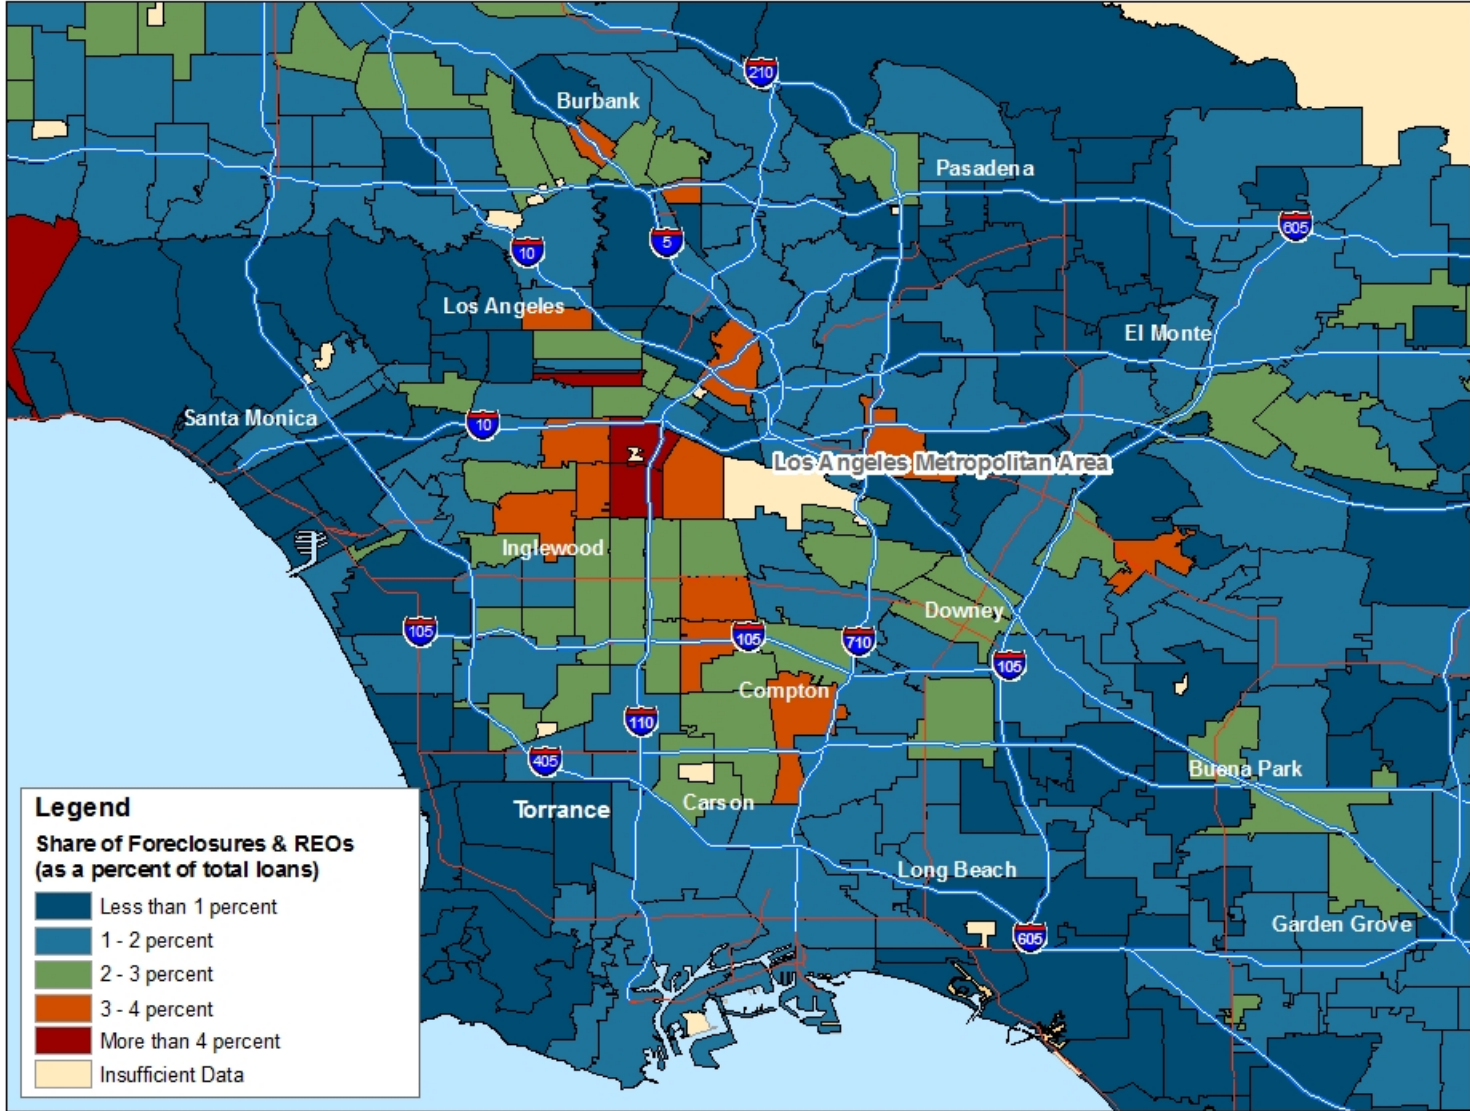 210
Burbank
Pasadena
605
10
5
Los Angeles
El Monte
Santa Monica
10
Los Angeles Metropolitan Area
Inglewood
Downey
105
105
710
105
Compton
110
405
Buena Park
Carson
Torrance
Long Beach
Garden Grove
605
Legend
Share of Foreclosures & REOs
(as a percent of total loans)
Less than 1 percent
1 - 2 percent
2 - 3 percent
3 - 4 percent
More than 4 percent
Insufficient Data